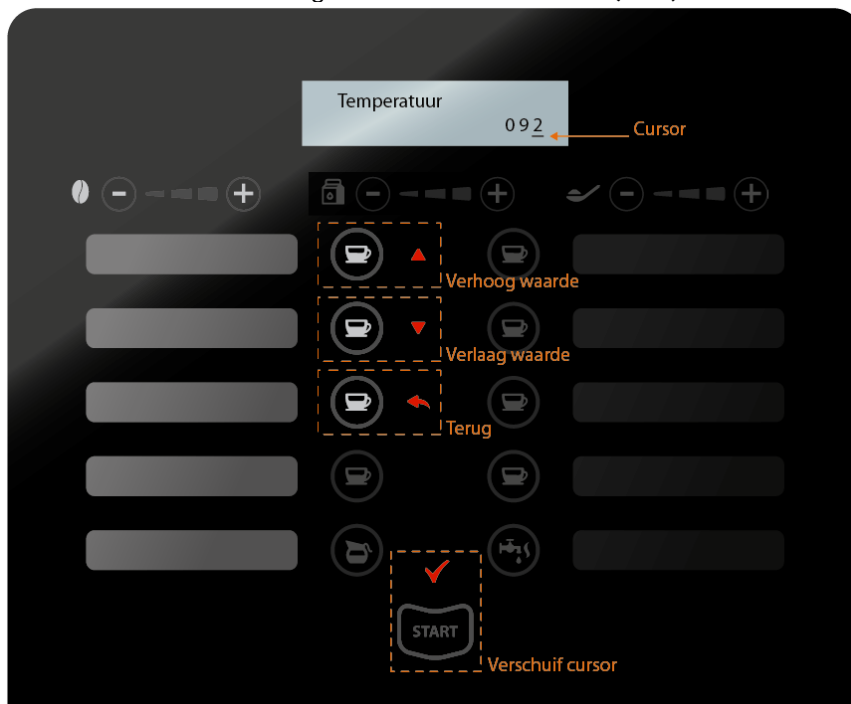 Temperatuur
092
Cursor
Verhoog waarde
Verlaag waarde
Terug
START
Verschuif cursor